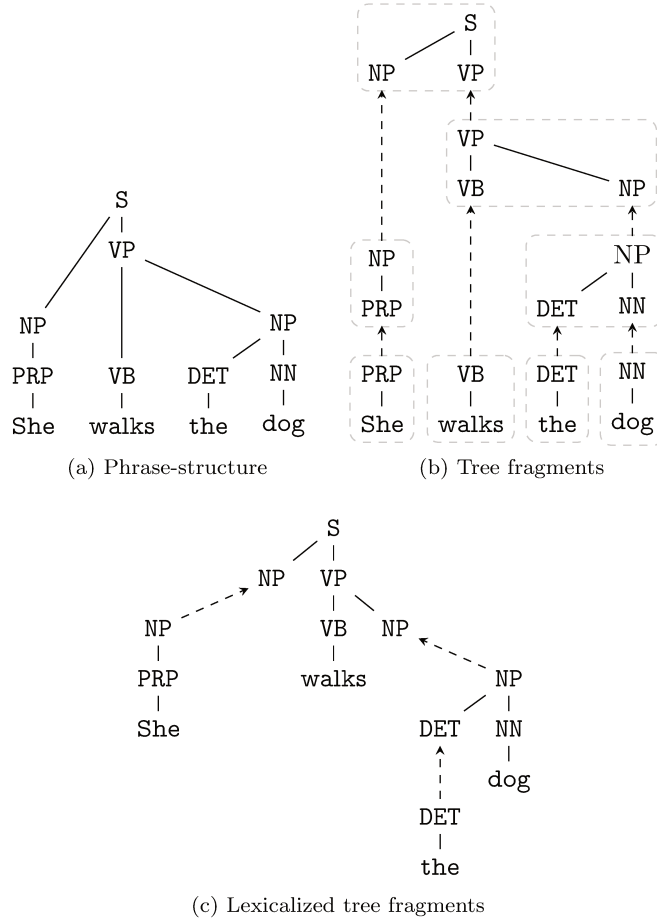 S
NP VP
VP
VB NP
S
VP
NP NP
NP NP
PRP DET NN
PRP VB DET NN
She walks the dog
PRP VB DET NN
She walks the dog
(a) Phrase-structure
(b) Tree fragments
S
NP VP
NP VB NP
PRP walks NP
She DET NN
dog
DET
the
(c) Lexicalized tree fragments